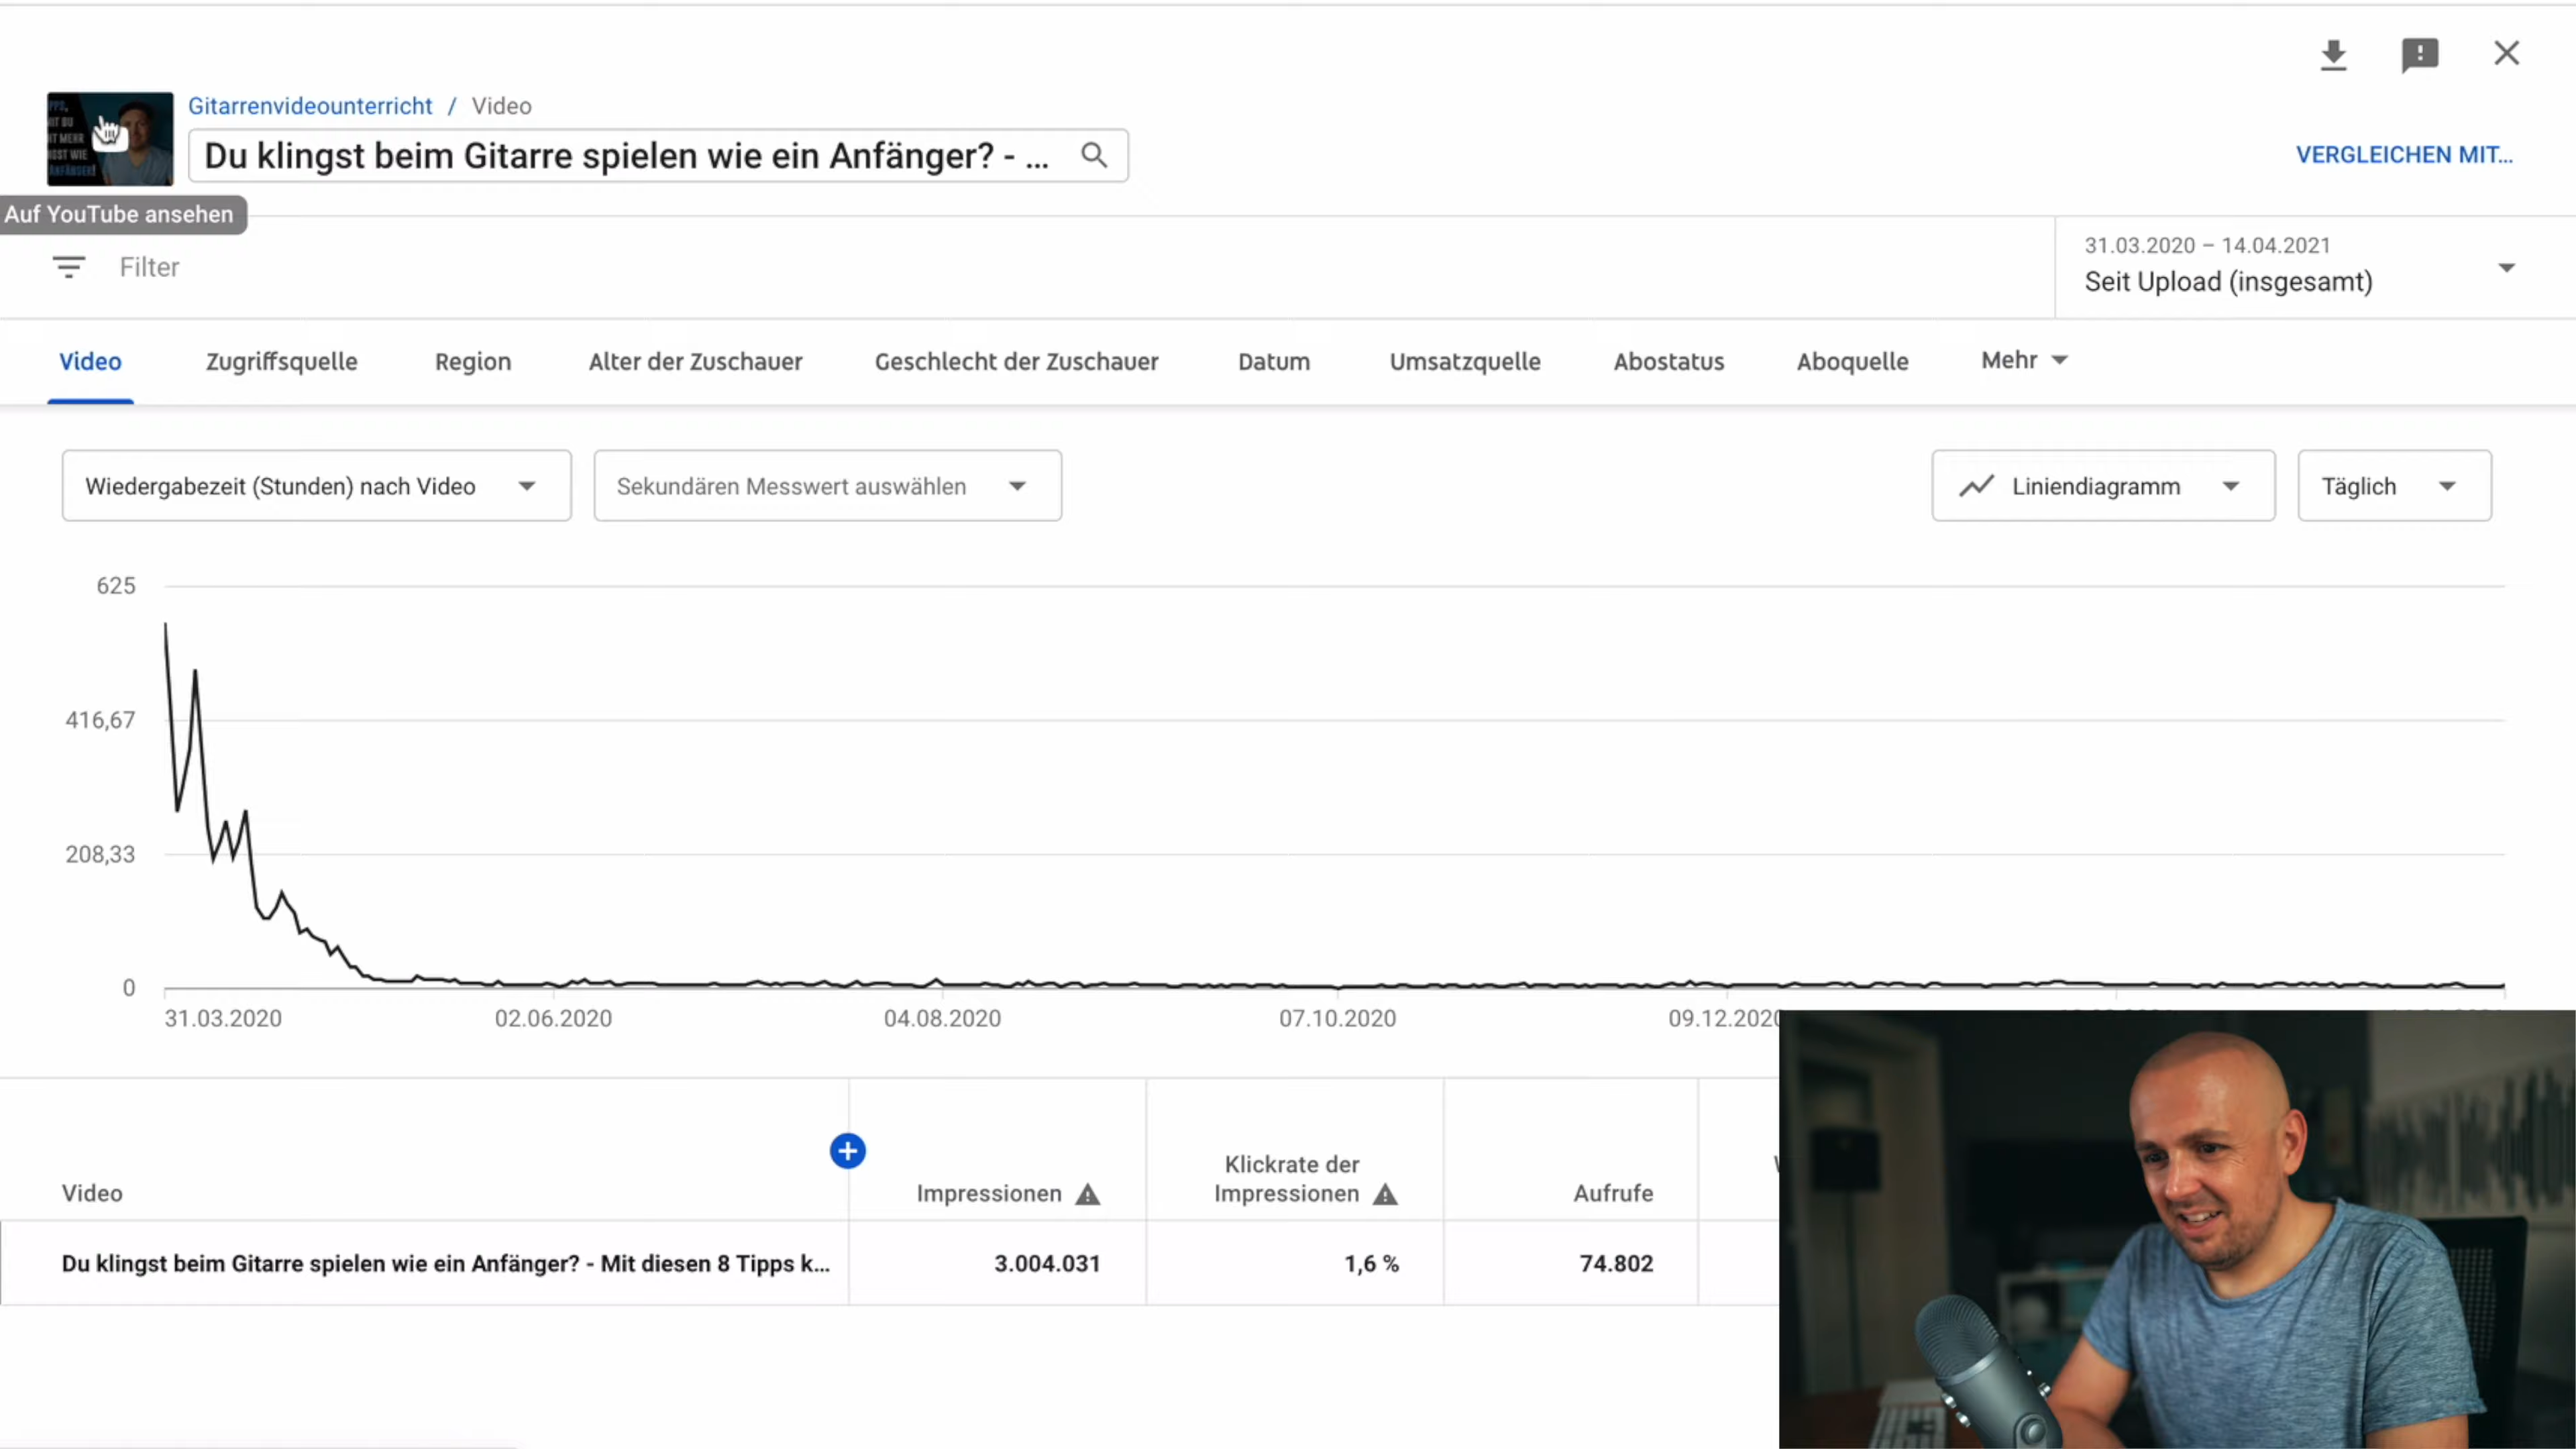 Gitarrenvideounterricht / Video
Du klingst beim Gitarre spielen wie ein Anfänger? - ...
VERGLEICHEN MIT...
Auf YouTube ansehen
Filter
31.03.2020 – 14.04.2021
Seit Upload (insgesamt)
Video Zugriffsquelle Region Alter der Zuschauer Geschlecht der Zuschauer Datum Umsatzquelle Abostatus Aboquelle Mehr
Wiedergabezeit (Stunden) nach Video Sekundären Messwert auswählen Liniendiagramm Täglich
625
416,67
208,33
0
31.03.2020 02.06.2020 04.08.2020 07.10.2020 09.12.2020
Klickrate der
Video Impressionen Impressionen Aufrufe
Du klingst beim Gitarre spielen wie ein Anfänger? - Mit diesen 8 Tipps k... 3.004.031 1,6 % 74.802